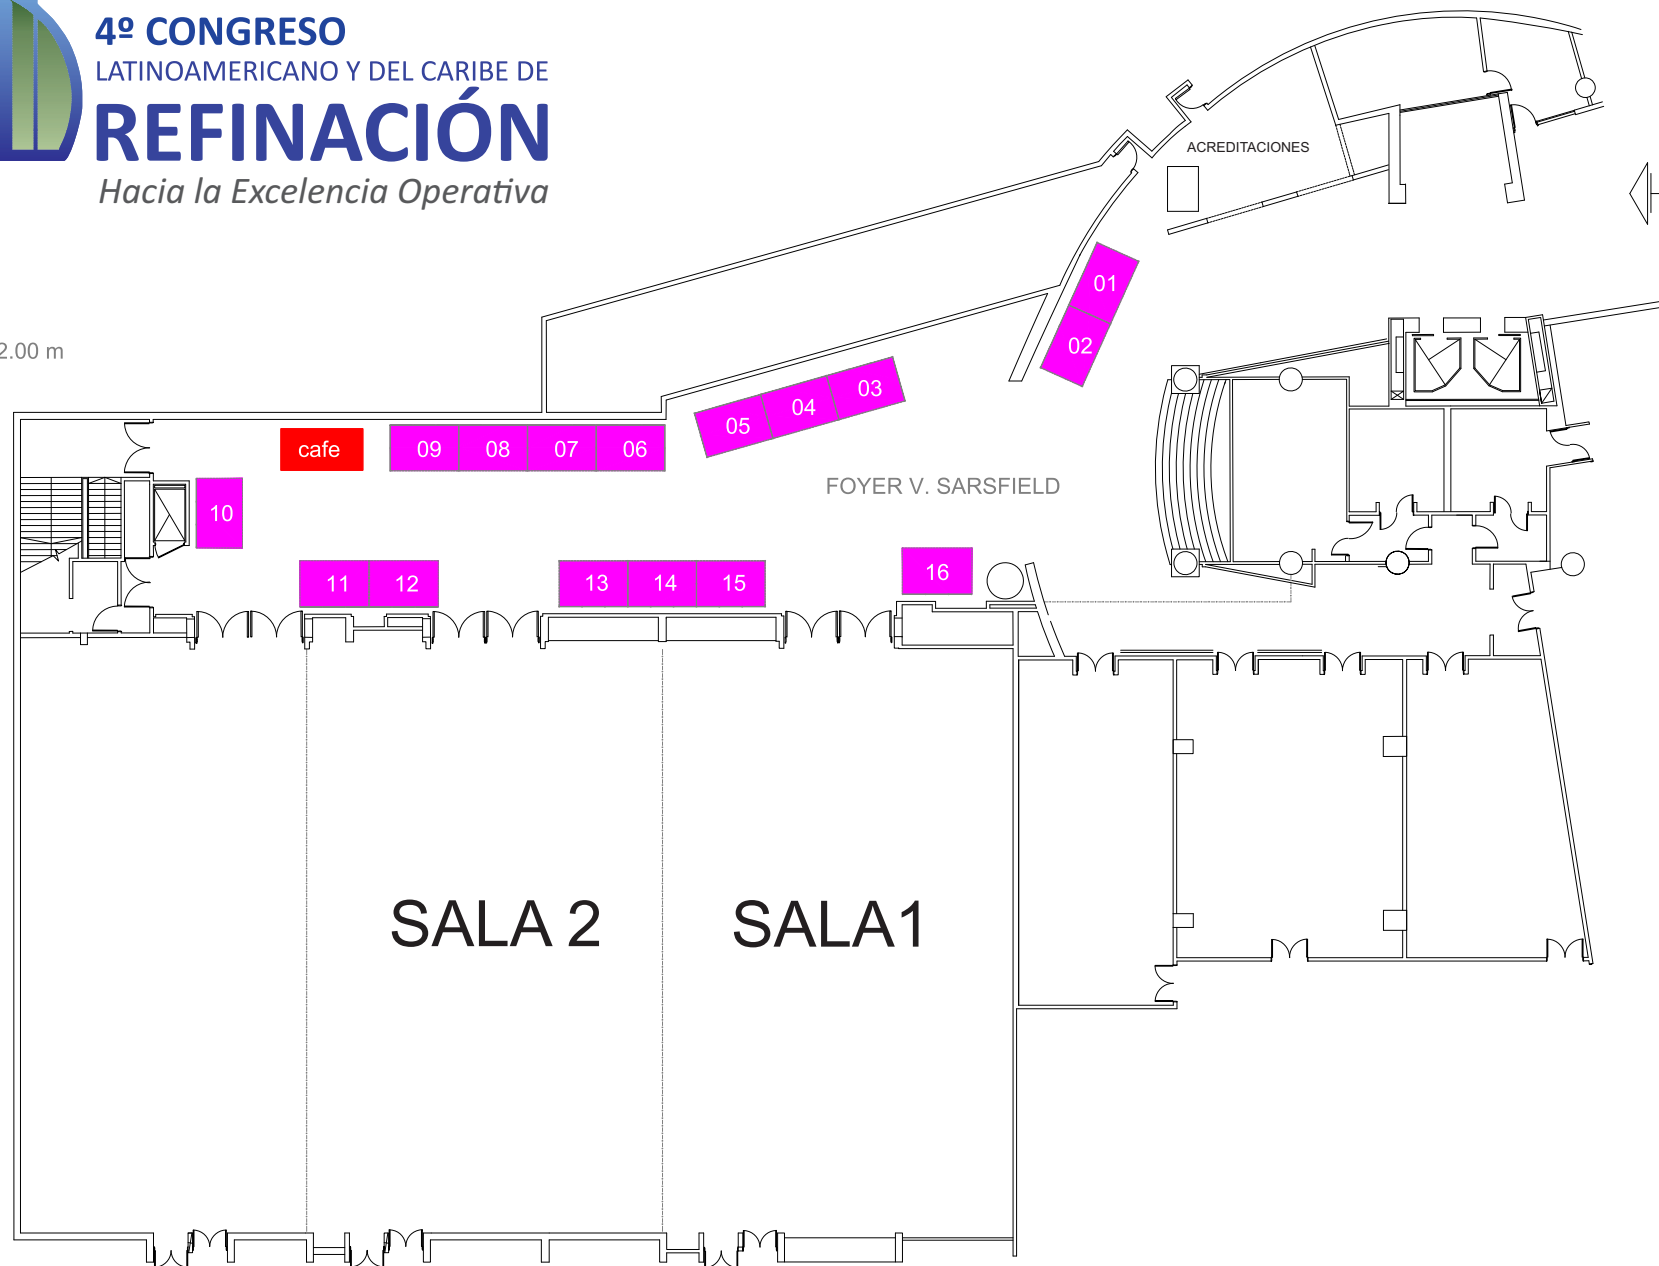 4º CONGRESO
LATINOAMERICANO Y DEL CARIBE DE
REFINACIÓN
Hacia la Excelencia Operativa
ACREDITACIONES
2.00 m
01
02
03
04
05
06
07
08
09
cafe
10
FOYER V. SARSFIELD
11
12
13
14
15
16
SALA 2
SALA1